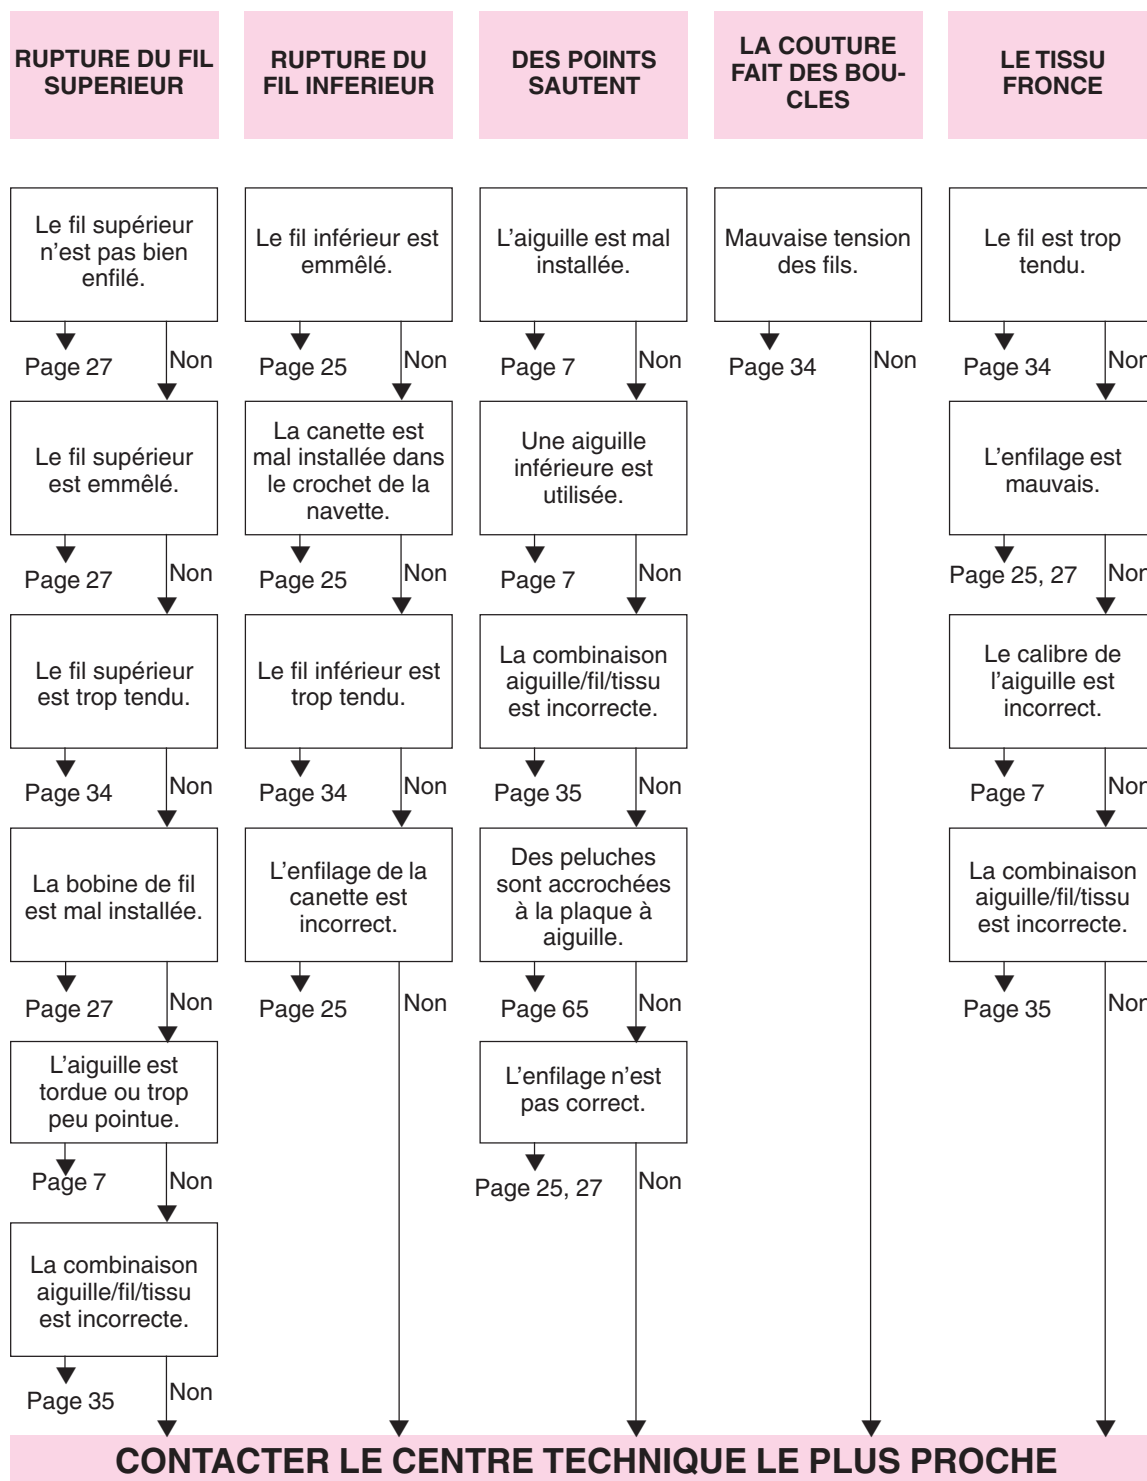 RUPTURE DU FIL
SUPERIEUR
RUPTURE DU
FIL INFERIEUR
DES POINTS
SAUTENT
LA COUTURE
FAIT DES BOU-
CLES
LE TISSU
FRONCE
Le fil supérieur
n'est pas bien
enfilé.
Page 27
Non
Le fil supérieur
est emmêlé.
Page 27
Non
Le fil supérieur
est trop tendu.
Page 34
Non
La bobine de fil
est mal installée.
Page 27
Non
L'aiguille est
tordue ou trop
peu pointue.
Page 7
Non
La combinaison
aiguille/fil/tissu
est incorrecte.
Page 35
Non
Le fil inférieur est
emmêlé.
Page 25
Non
La canette est
mal installée dans
le crochet de la
navette.
Page 25
Non
Le fil inférieur est
trop tendu.
Page 34
Non
L'enfilage de la
canette est
incorrect.
Page 25
Non
L'aiguille est mal
installée.
Page 7
Non
Une aiguille
inférieure est
utilisée.
Page 7
Non
La combinaison
aiguille/fil/tissu
est incorrecte.
Page 35
Non
Des peluches
sont accrochées
à la plaque à
aiguille.
Page 65
Non
L'enfilage n'est
pas correct.
Page 25, 27
Non
Mauvaise tension
des fils.
Page 34
Non
Le fil est trop
tendu.
Page 34
Non
L'enfilage est
mauvais.
Page 25, 27
Non
Le calibre de
l'aiguille est
incorrect.
Page 7
Non
La combinaison
aiguille/fil/tissu
est incorrecte.
Page 35
Non
CONTACTER LE CENTRE TECHNIQUE LE PLUS PROCHE